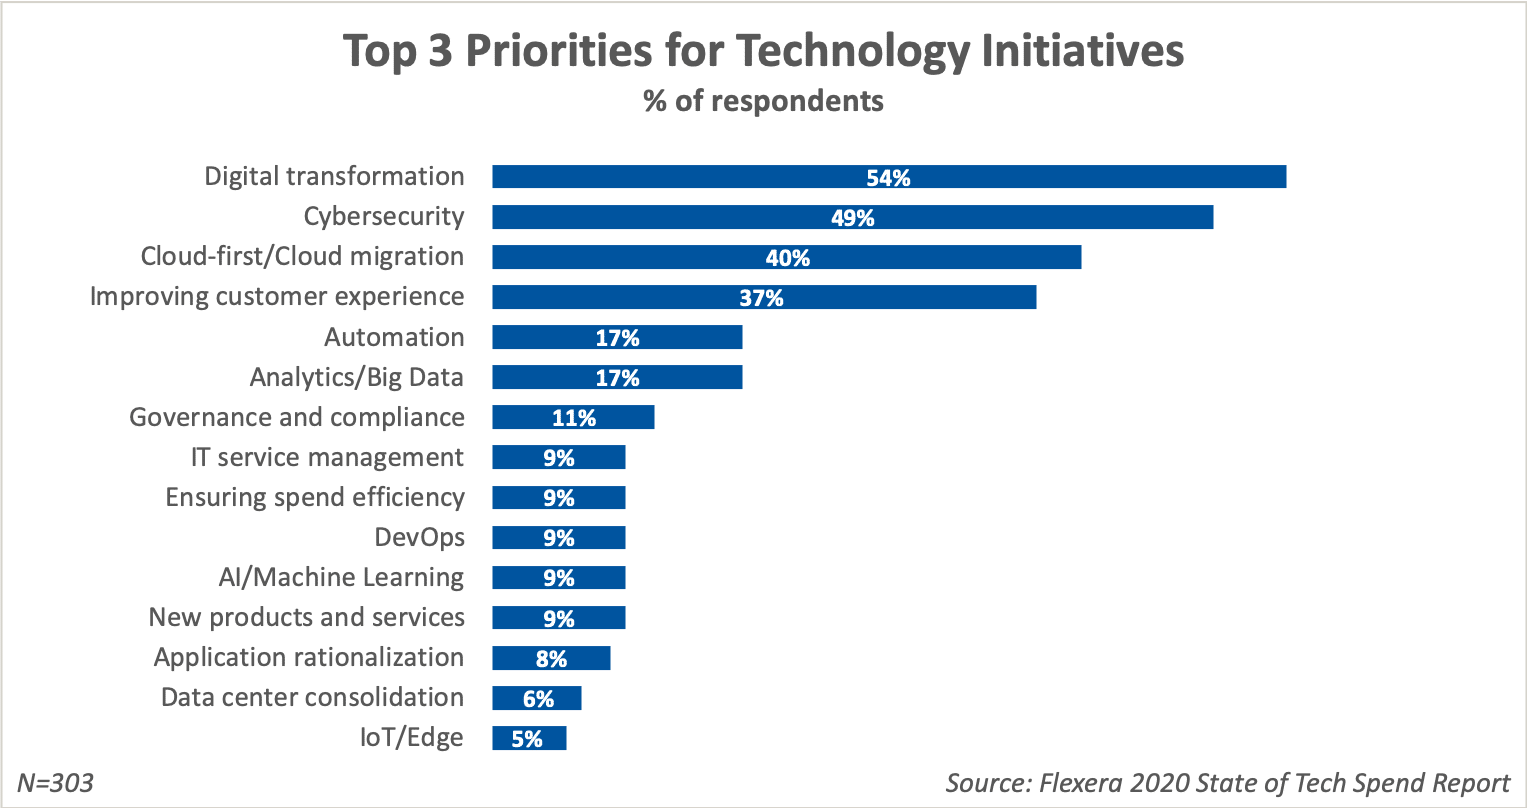 Top 3 Priorities for Technology Initiatives
% of respondents
Digital transformation 54%
Cybersecurity 49%
Cloud-first/Cloud migration 40%
Improving customer experience 37%
Automation 17%
Analytics/Big Data 17%
Governance and compliance 11%
IT service management 9%
Ensuring spend efficiency 9%
DevOps 9%
AI/Machine Learning 9%
New products and services 9%
Application rationalization 8%
Data center consolidation 6%
IoT/Edge 5%
N=303 Source: Flexera 2020 State of Tech Spend Report